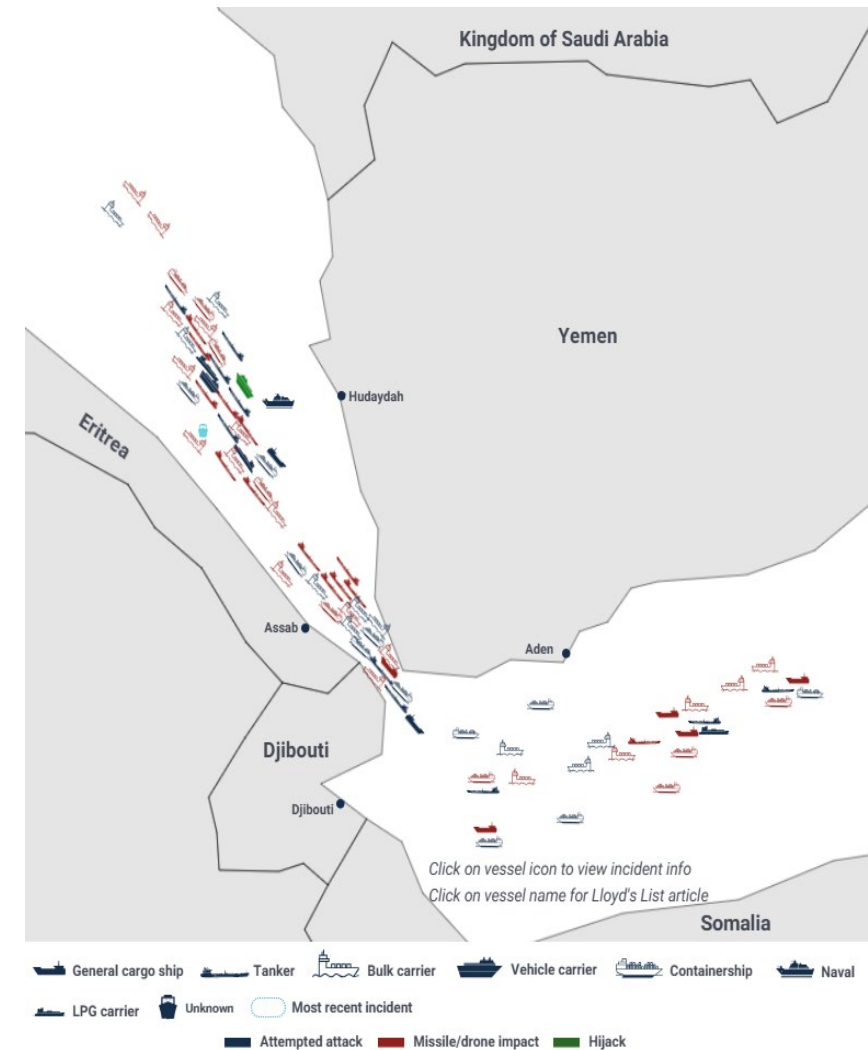 Kingdom of Saudi Arabia
Yemen
Hudaydah
Eritrea
Assab
Aden
Djibouti
Djibouti
Click on vessel icon to view incident info
Click on vessel name for Lloyd's List article
Somalia
General cargo ship Tanker Bulk carrier Vehicle carrier Containership Naval
LPG carrier Unknown Most recent incident
Attempted attack Missile/drone impact Hijack